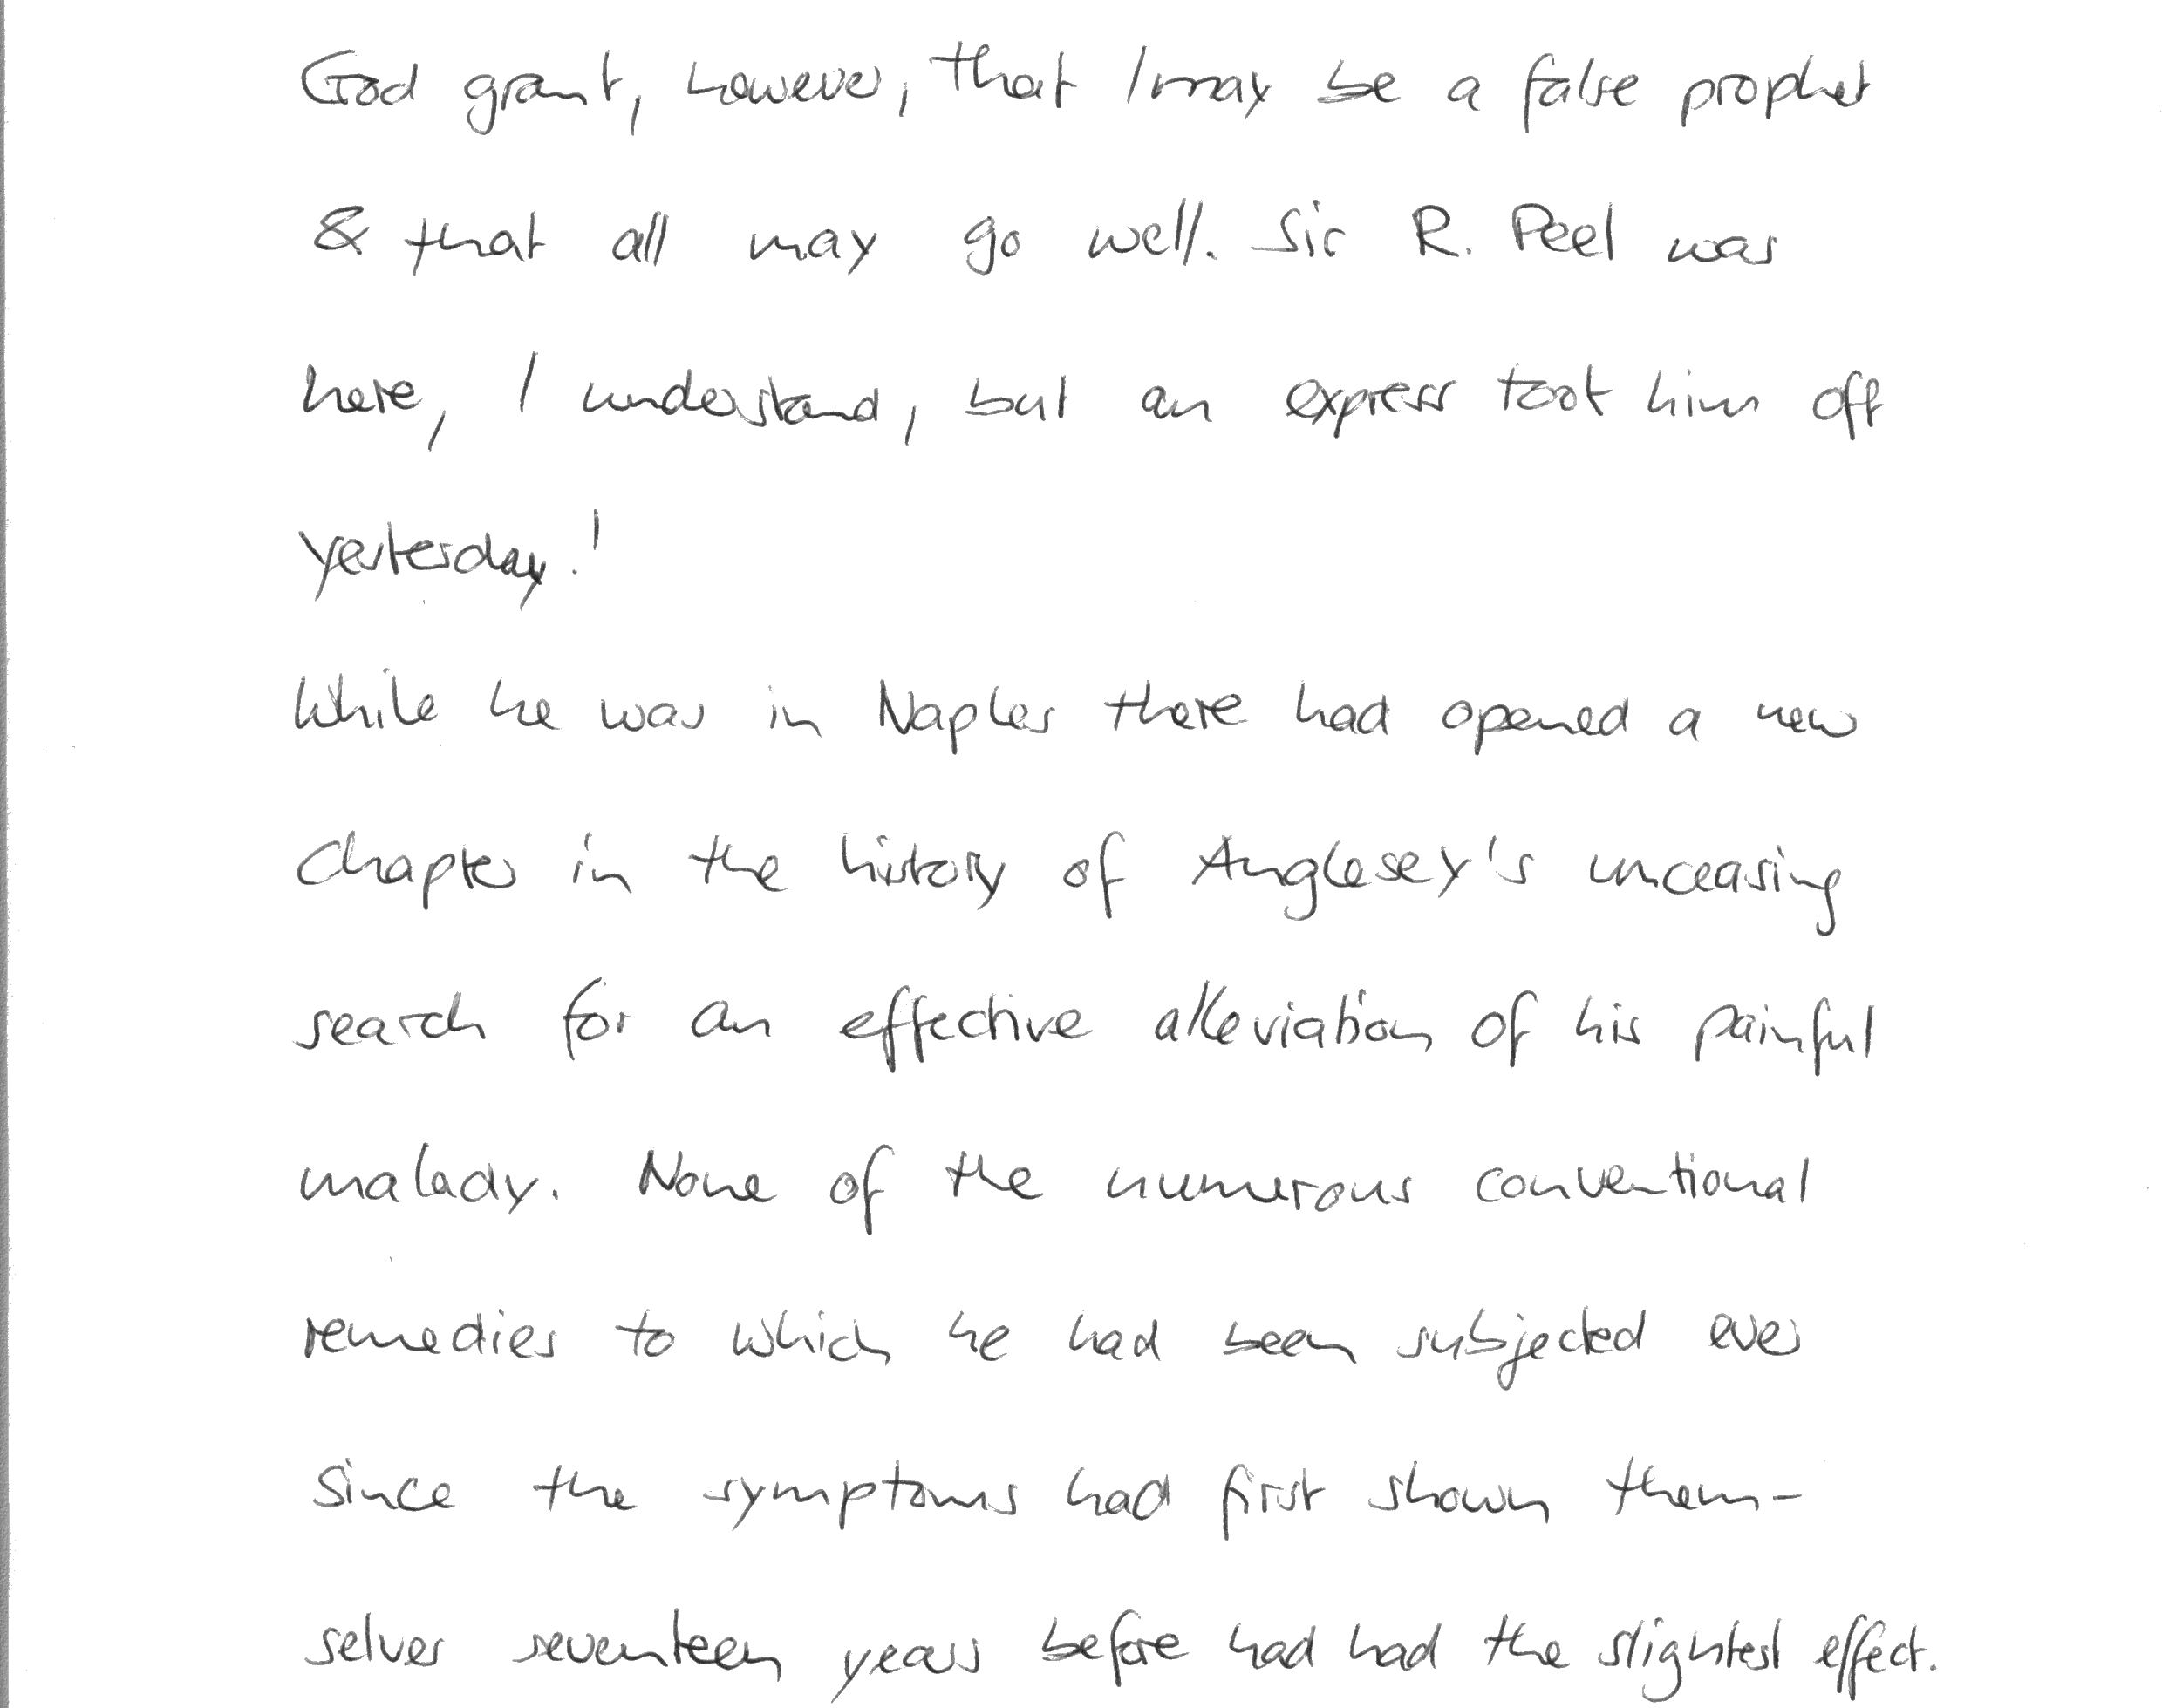 God grant, however, that I may be a false prophet
& that all may go well. Sir R. Peel was
here, I understand, but an express took him off
yesterday!
While he was in Naples there had opened a new
chapter in the history of Anglesey's unceasing
search for an effective alleviation of his painful
malady. None of the numerous conventional
remedies to which he had been subjected ever
since the symptoms had first shown them-
selves seventeen years before had had the slightest effect.